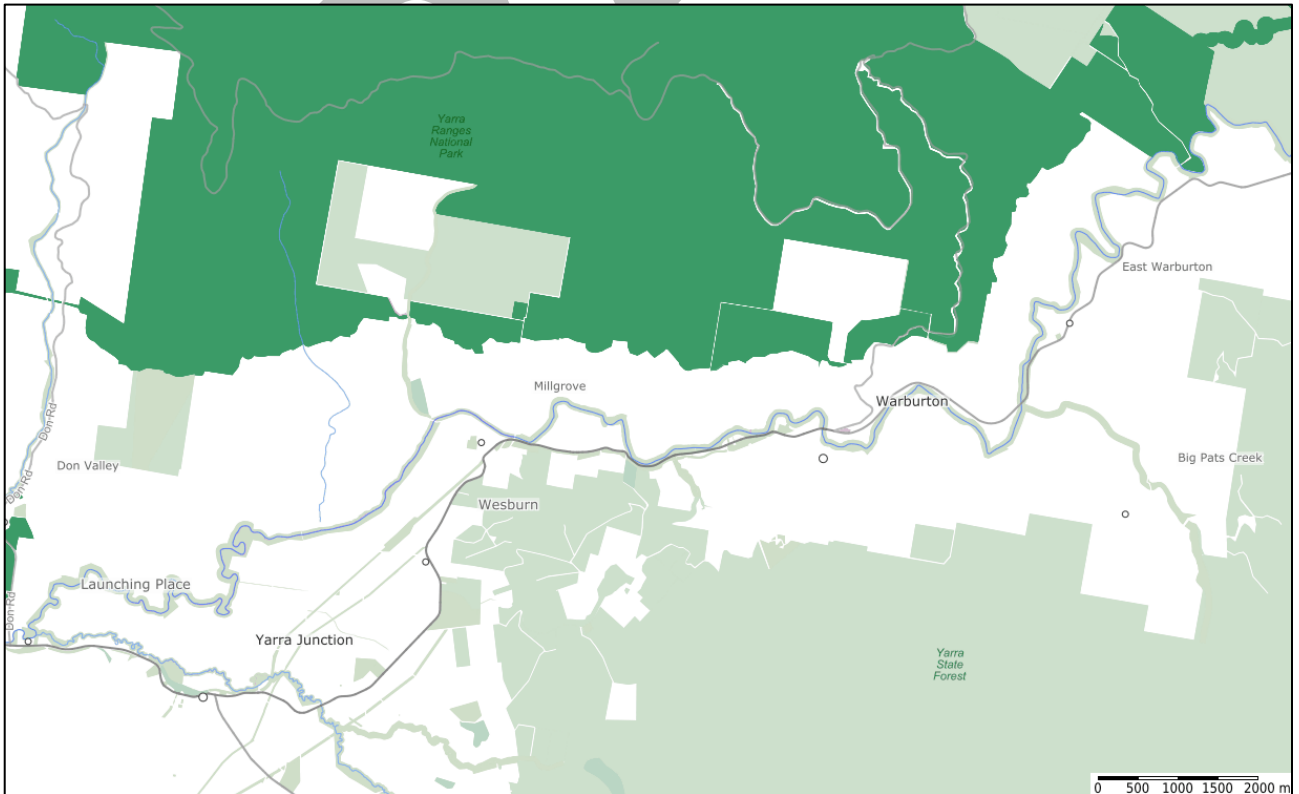 Yarra
Ranges
National
Park
East Warburton
Millgrove
Warburton
Don Rd
Don Valley
Big Pats Creek
Don Rd
Wesburn
Launching Place
Don Rd
Yarra Junction
Yarra
State
Forest
0 500 1000 1500 2000 m